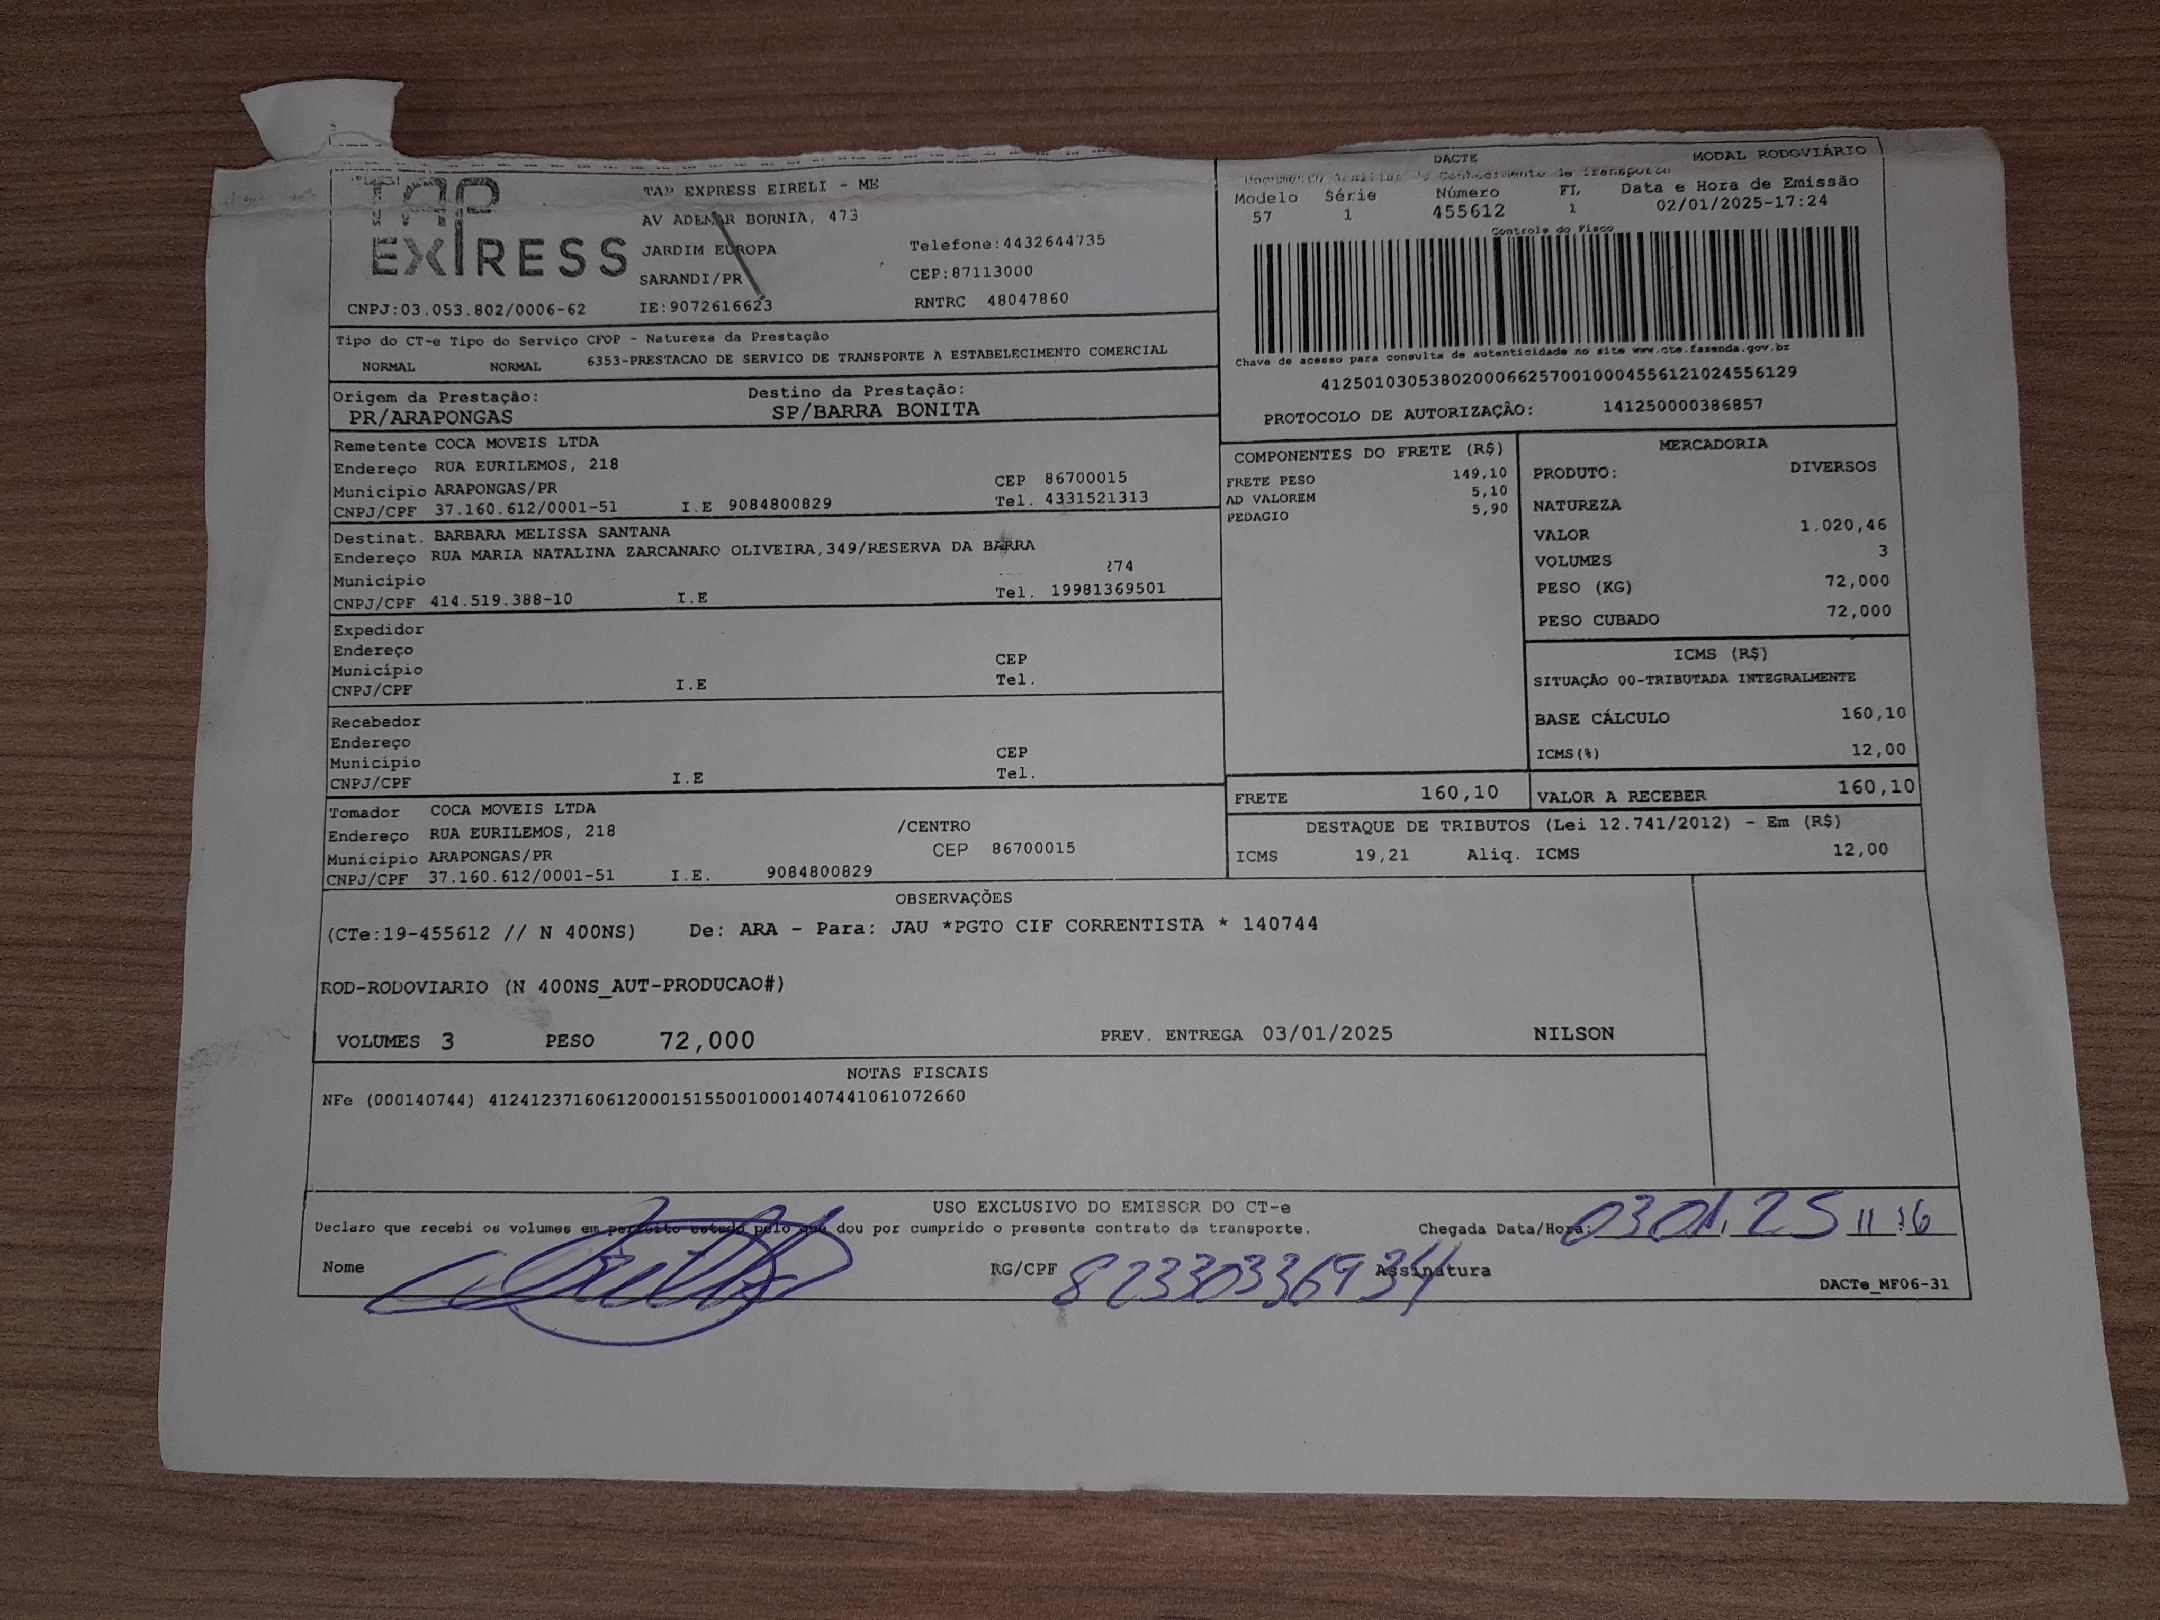 DACTE
MODAL RODOVIÁRIO
TAP EXPRESS
TAP EXPRESS EIRELI - ME
AV ADEMAR BORNIA, 473
JARDIM EUROPA
Telefone:4432644735
SARANDI/PR
CEP:87113000
CNPJ:03.053.802/0006-62
IE:9072616623
RNTRC 48047860
Modelo Série Número FL Data e Hora de Emissão
57 1 455612 1 02/01/2025-17:24
Controle do Fisco
Chave de acesso para consulta de autenticidade no site www.cte.fazenda.gov.br
41250103053802000662570010004556121024556129
PROTOCOLO DE AUTORIZAÇÃO: 141250000386857
Tipo do CT-e Tipo do Serviço CFOP - Natureza da Prestação
NORMAL NORMAL 6353-PRESTACAO DE SERVICO DE TRANSPORTE A ESTABELECIMENTO COMERCIAL
Origem da Prestação: Destino da Prestação:
PR/ARAPONGAS SP/BARRA BONITA
Remetente COCA MOVEIS LTDA
Endereço RUA EURILEMOS, 218
CEP 86700015
Município ARAPONGAS/PR
Tel. 4331521313
CNPJ/CPF 37.160.612/0001-51 I.E 9084800829
Destinat. BARBARA MELISSA SANTANA
Endereço RUA MARIA NATALINA ZARCANARO OLIVEIRA,349/RESERVA DA BARRA
Município 274
CNPJ/CPF 414.519.388-10 I.E Tel. 19981369501
Expedidor
Endereço
Município CEP
CNPJ/CPF I.E Tel.
Recebedor
Endereço
Município CEP
CNPJ/CPF I.E Tel.
Tomador COCA MOVEIS LTDA
Endereço RUA EURILEMOS, 218 /CENTRO
Município ARAPONGAS/PR CEP 86700015
CNPJ/CPF 37.160.612/0001-51 I.E. 9084800829
COMPONENTES DO FRETE (R$)
FRETE PESO 149,10
AD VALOREM 5,10
PEDAGIO 5,90
MERCADORIA
PRODUTO: DIVERSOS
NATUREZA
VALOR 1.020,46
VOLUMES 3
PESO (KG) 72,000
PESO CUBADO 72,000
ICMS (R$)
SITUAÇÃO 00-TRIBUTADA INTEGRALMENTE
BASE CÁLCULO 160,10
ICMS(%) 12,00
FRETE 160,10
VALOR A RECEBER 160,10
DESTAQUE DE TRIBUTOS (Lei 12.741/2012) - Em (R$)
ICMS 19,21 Aliq. ICMS 12,00
OBSERVAÇÕES
(CTe:19-455612 // N 400NS) De: ARA - Para: JAU *PGTO CIF CORRENTISTA * 140744
ROD-RODOVIARIO (N 400NS_AUT-PRODUCAO#)
VOLUMES 3 PESO 72,000 PREV. ENTREGA 03/01/2025 NILSON
NOTAS FISCAIS
NFe (000140744) 41241237160612000151550010001407441061072660
USO EXCLUSIVO DO EMISSOR DO CT-e
Declaro que recebi os volumes em perfeito estado pelo que dou por cumprido o presente contrato de transporte.
Chegada Data/Hora: 03 01. 25 11:16
Nome RG/CPF 82330336934 Assinatura
DACTe_MF06-31